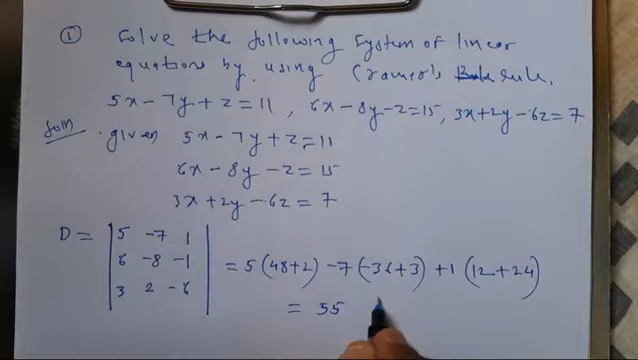 ① Solve the following system of linear
equations by using Cramer's rule.
5x-7y+z=11, 6x-8y-z=15, 3x+2y-6z=7
Soln given 5x-7y+z=11
6x-8y-z=15
3x+2y-6z=7
D = | 5 -7 1 |
| 6 -8 -1 | = 5(48+2) -7(-36+3) +1(12+24)
| 3 2 -6 |
= 55